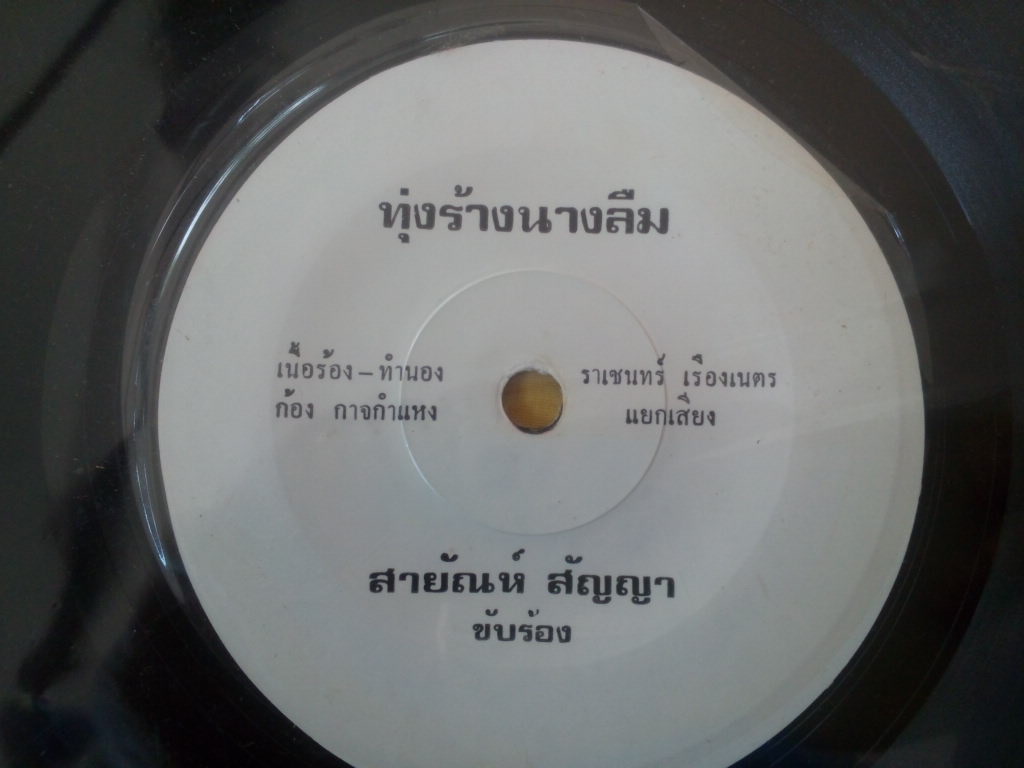 ทุ่งร้างนางลืม
เนื้อร้อง – ทำนอง
ก้อง กาจกำแหง
ราเชนทร์ เรืองเนตร
แยกเสียง
สายัณห์ สัญญา
ขับร้อง